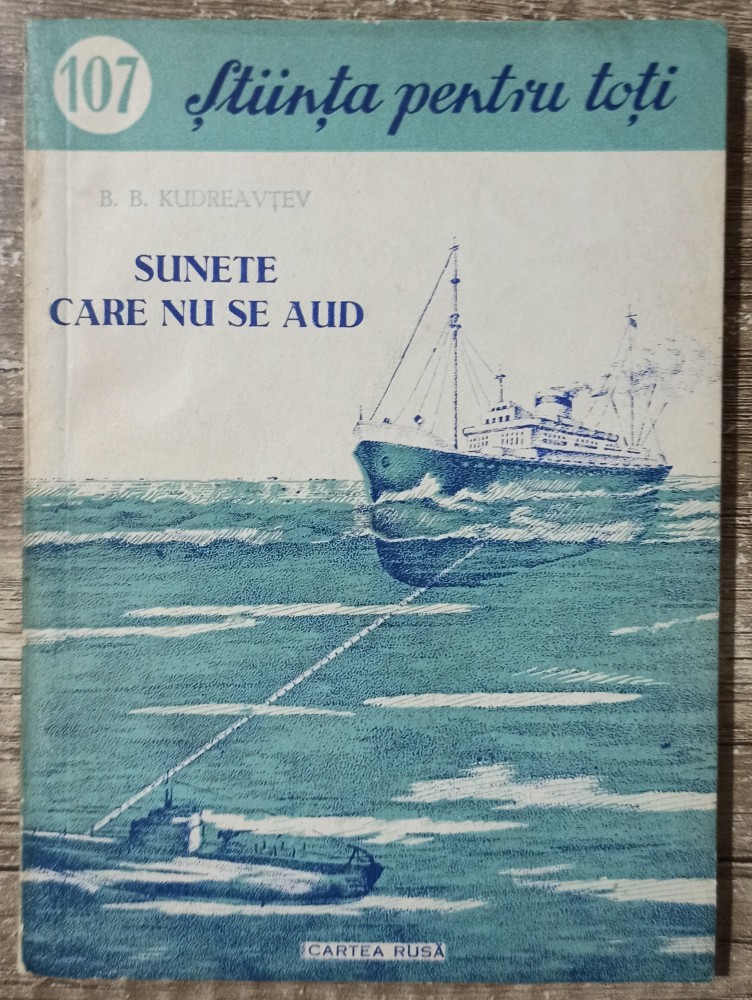 107
Știința pentru toți
B. B. KUDREAVȚEV
SUNETE
CARE NU SE AUD
CARTEA RUSĂ